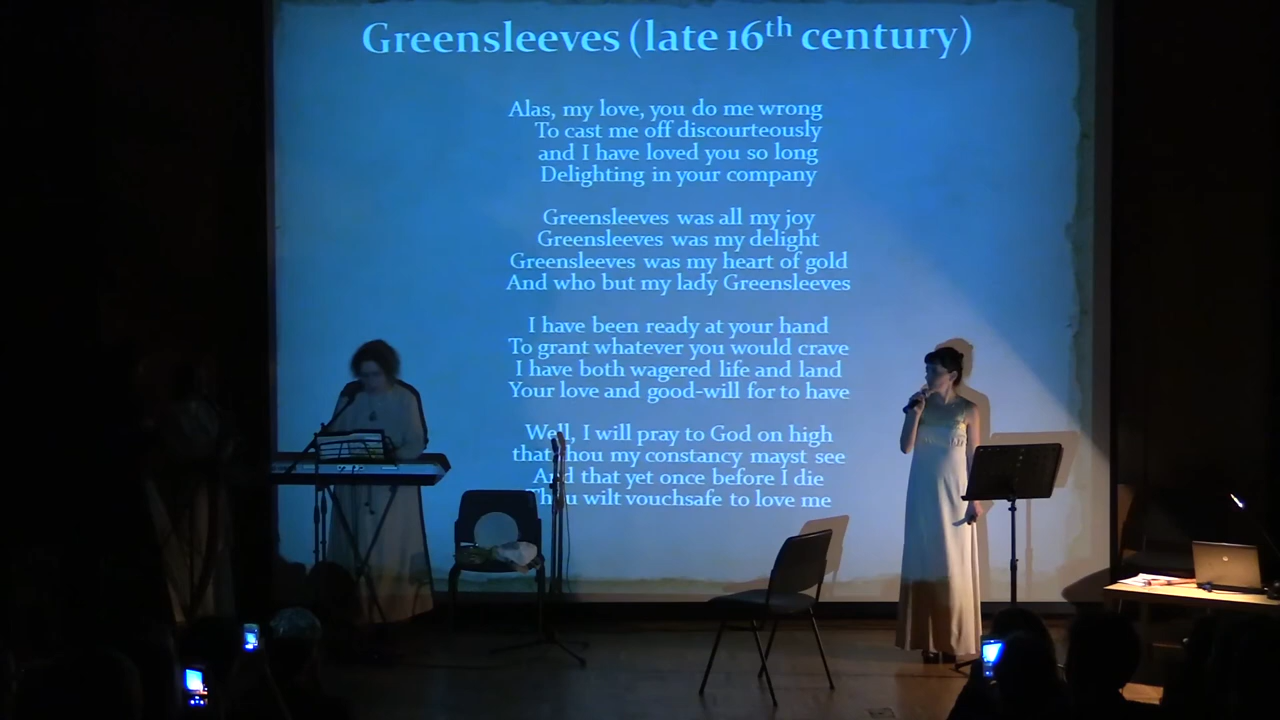 Greensleeves (late 16th century)
Alas, my love, you do me wrong
To cast me off discourteously
and I have loved you so long
Delighting in your company
Greensleeves was all my joy
Greensleeves was my delight
Greensleeves was my heart of gold
And who but my lady Greensleeves
I have been ready at your hand
To grant whatever you would crave
I have both wagered life and land
Your love and good-will for to have
Well, I will pray to God on high
that thou my constancy mayst see
And that yet once before I die
Thou wilt vouchsafe to love me